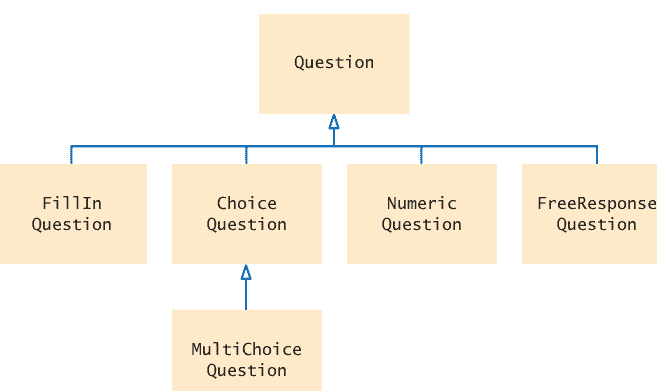 Question
FillIn
Question
Choice
Question
Numeric
Question
FreeResponse
Question
MultiChoice
Question